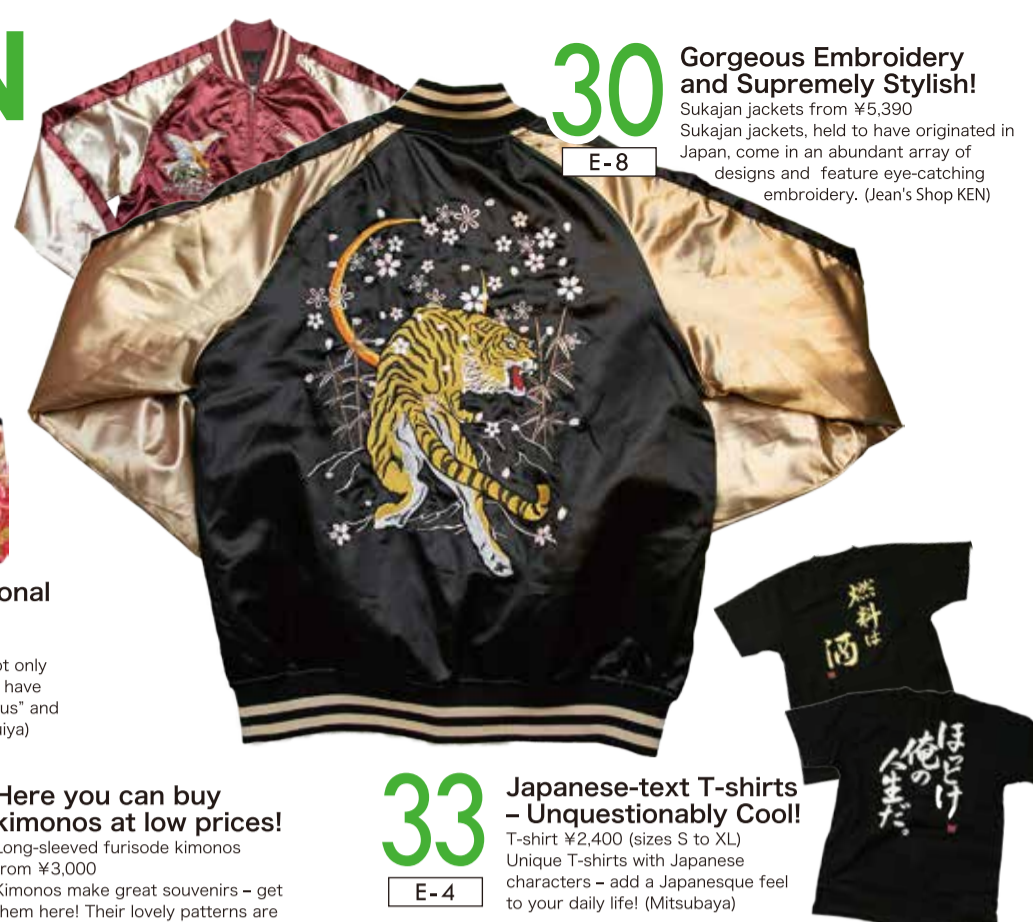 N
30
E-8
Gorgeous Embroidery
and Supremely Stylish!
Sukajan jackets from ¥5,390
Sukajan jackets, held to have originated in
Japan, come in an abundant array of
designs and feature eye-catching
embroidery. (Jean's Shop KEN)
onal
ot only
have
us” and
iya)
Here you can buy
kimonos at low prices!
Long-sleeved furisode kimonos
from ¥3,000
Kimonos make great souvenirs – get
them here! Their lovely patterns are
33
E-4
Japanese-text T-shirts
– Unquestionably Cool!
T-shirt ¥2,400 (sizes S to XL)
Unique T-shirts with Japanese
characters – add a Japanesque feel
to your daily life! (Mitsubaya)
燃料は
酒
ほっとけ
俺の
人生だ。